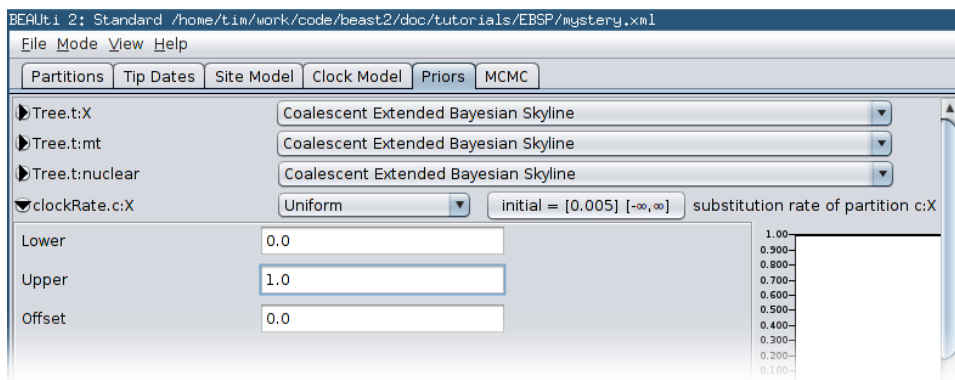 BEAUti 2: Standard /home/tim/work/code/beast2/doc/tutorials/EBSP/mystery.xml
File Mode View Help
Partitions Tip Dates Site Model Clock Model Priors MCMC
Tree.t:X Coalescent Extended Bayesian Skyline
Tree.t:mt Coalescent Extended Bayesian Skyline
Tree.t:nuclear Coalescent Extended Bayesian Skyline
clockRate.c:X Uniform initial = [0.005] [-∞,∞] substitution rate of partition c:X
Lower 0.0
Upper 1.0
Offset 0.0
1.00
0.900
0.800
0.700
0.600
0.500
0.400
0.300
0.200
0.100